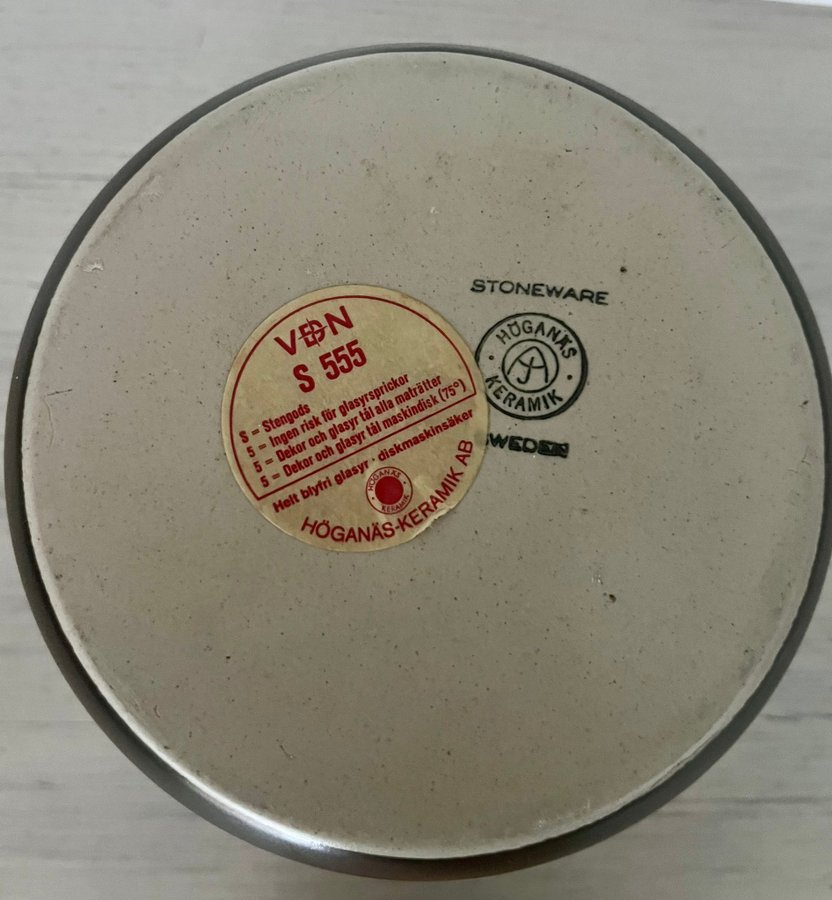 VDN
S 555
S = Stengods
5 = Ingen risk för glasyrsprickor
5 = Dekor och glasyr tål alla maträtter
5 = Dekor och glasyr tål maskindisk (75°)
Helt blyfri glasyr · diskmaskinsäker
HÖGANÄS
KERAMIK
HÖGANÄS-KERAMIK AB
STONEWARE
HÖGANÄS
KERAMIK
WEDEN